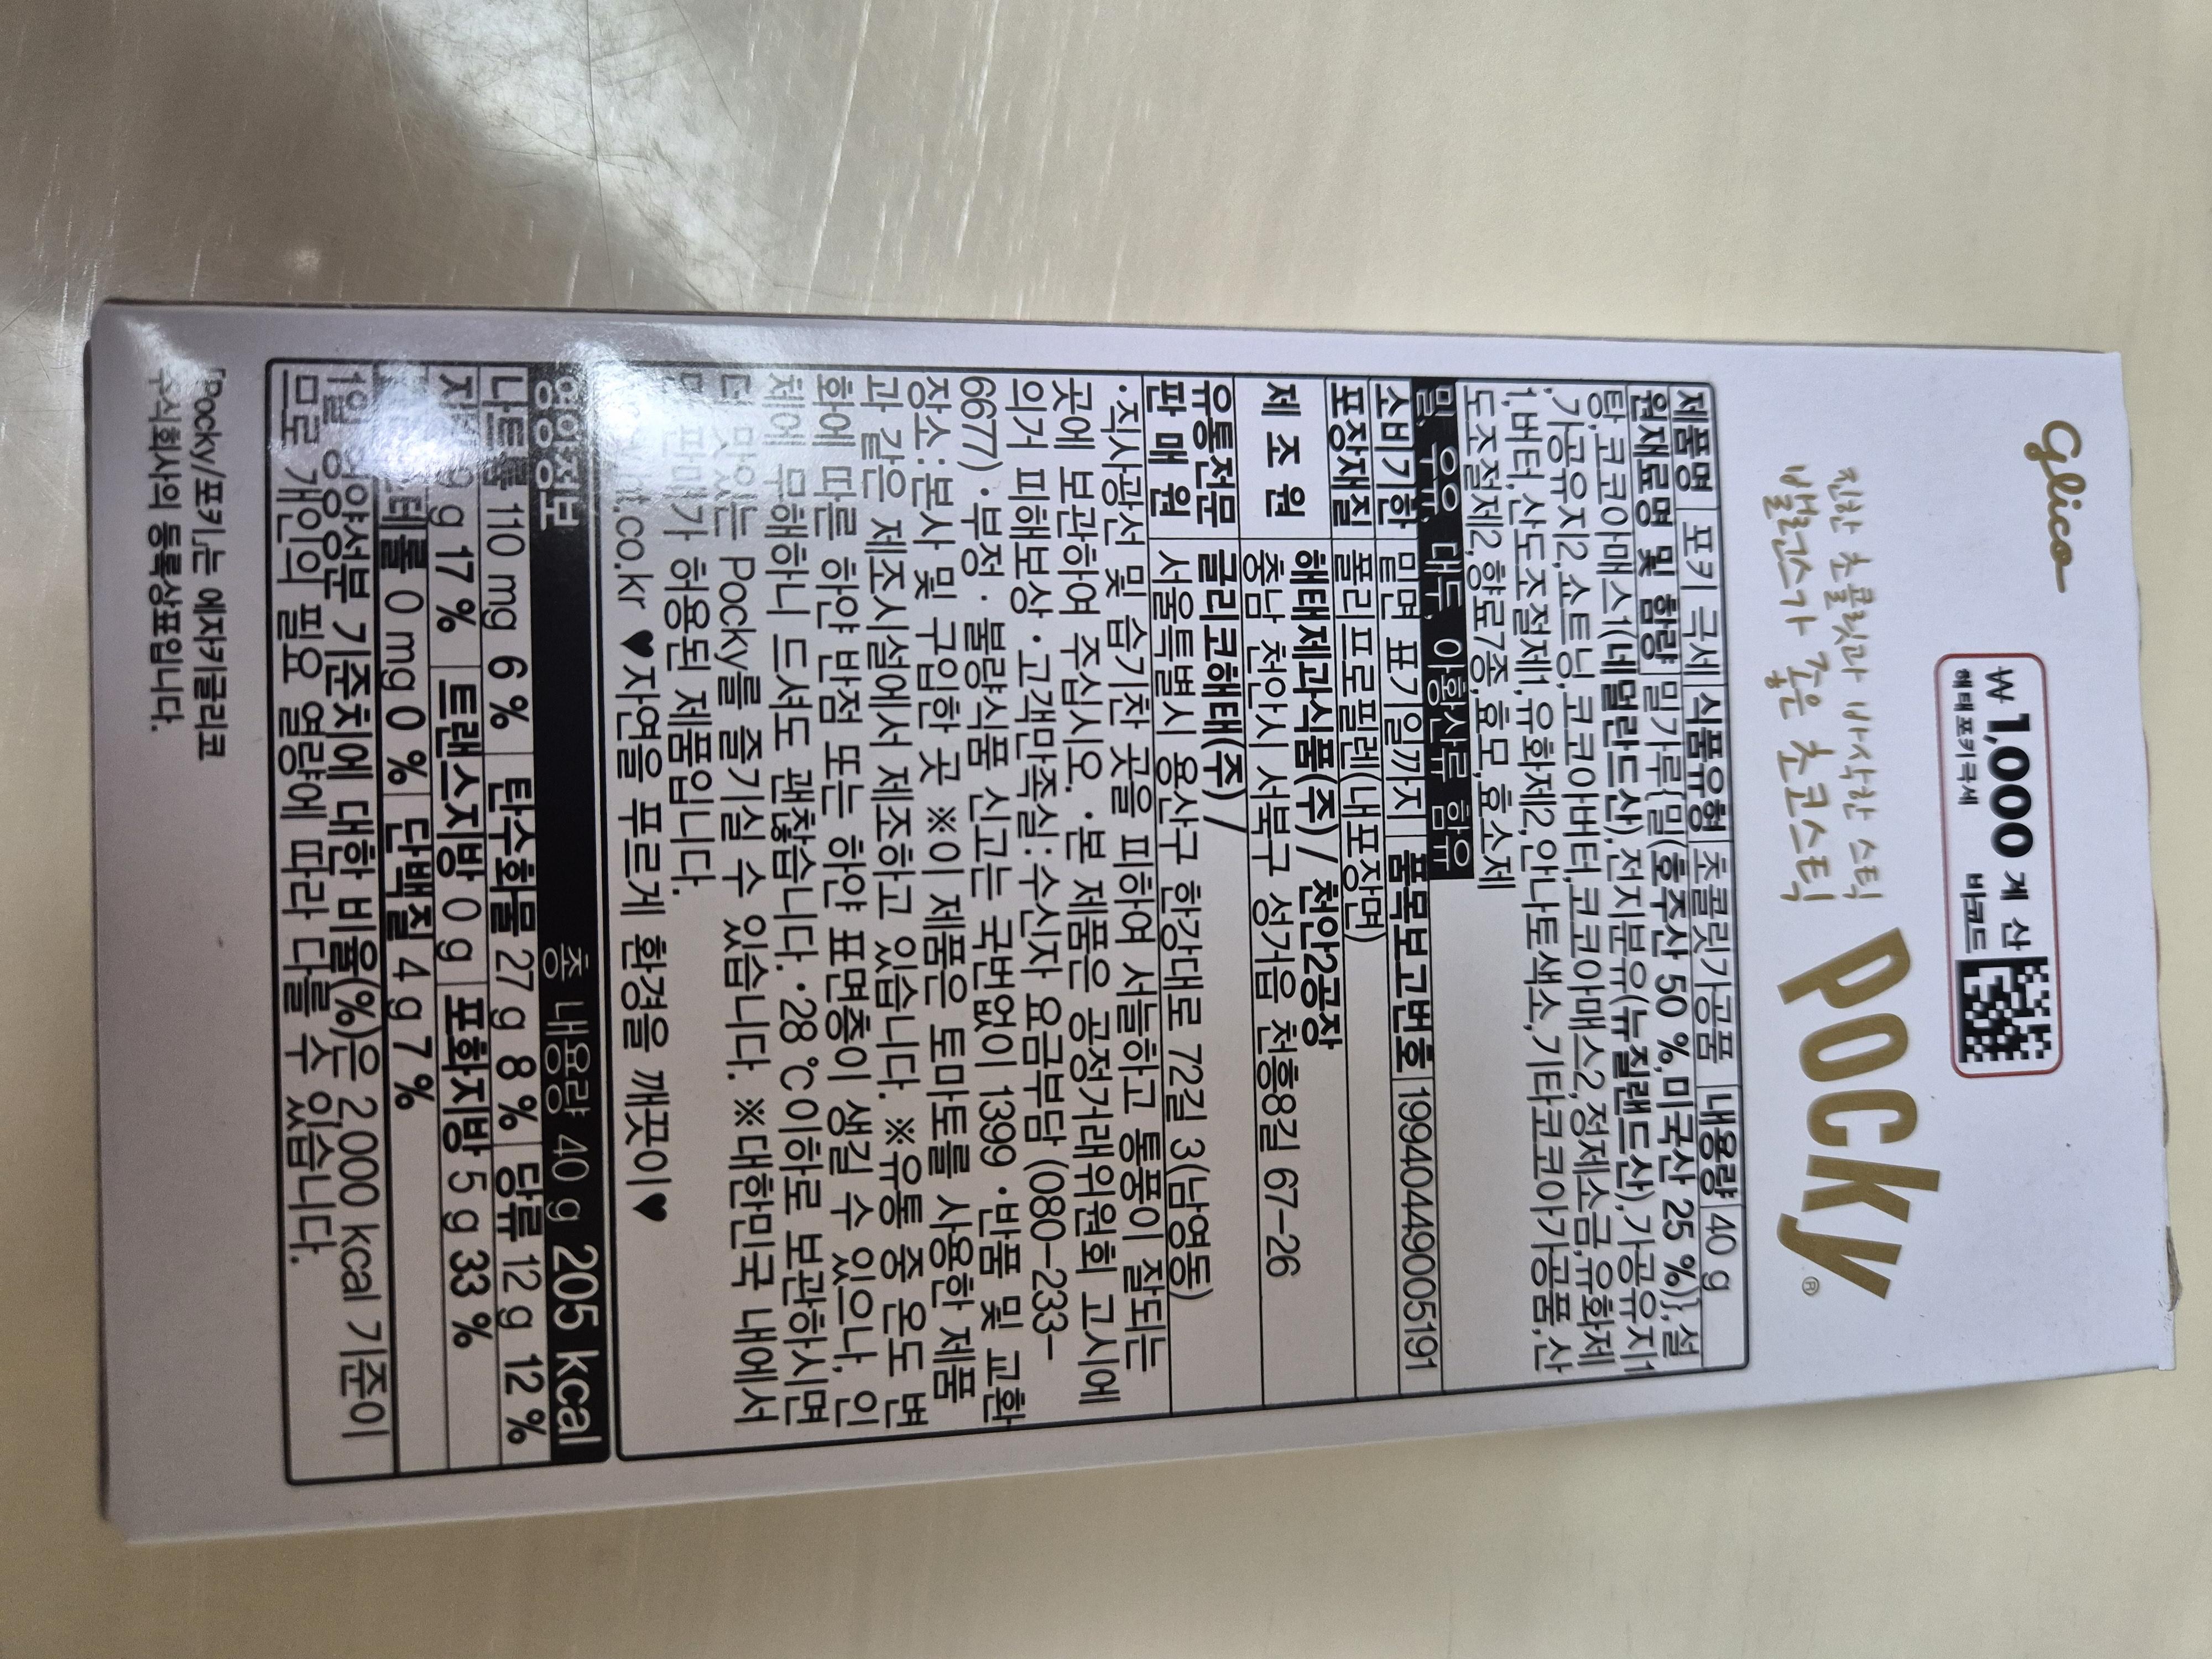 Glico
₩1,000 계산
해태포키극세 바코드
진한 초콜릿과 바삭한 스틱
밸런스가 좋은 초코스틱
Pocky®
제품명 포키 극세 식품유형 초콜릿가공품 내용량 40 g
원재료명 및 함량 밀가루{밀(호주산 50 %,미국산 25 %)},설
탕,코코아매스1(네덜란드산),전지분유(뉴질랜드산),가공유지1
,가공유지2,쇼트닝,코코아버터,코코아매스2,정제소금,유화제
1,버터,산도조절제1,유화제2,안나토색소,기타코코아가공품,산
도조절제2,향료7종,효모,효소제
밀, 우유, 대두, 아황산류 함유
소비기한 밑면 표기일까지 품목보고번호 19940449005191
포장재질 폴리프로필렌(내포장면)
제 조 원 해태제과식품(주) / 천안2공장
충남 천안시 서북구 성거읍 천흥8길 67-26
유통전문 판 매 원 글리코해태(주) /
서울특별시 용산구 한강대로 72길 3(남영동)
·직사광선 및 습기찬 곳을 피하여 서늘하고 통풍이 잘되는
곳에 보관하여 주십시오. ·본 제품은 공정거래위원회 고시에
의거 피해보상 ·고객만족실: 수신자 요금부담 (080-233-
6677) ·부정·불량식품 신고는 국번없이 1399 ·반품 및 교환
장소:본사 및 구입한 곳 ※이 제품은 토마토를 사용한 제품
과 같은 제조시설에서 제조하고 있습니다. ※유통 중 온도 변
화에 따른 하얀 반점 또는 하얀 표면층이 생길 수 있으나, 인
체에 무해하니 드셔도 괜찮습니다. ·28 ℃이하로 보관하시면
더 맛있는 Pocky를 즐기실 수 있습니다. ※대한민국 내에서
만 판매가 허용된 제품입니다.
.co.kr ♥자연을 푸르게 환경을 깨끗이♥
영양정보 총 내용량 40 g 205 kcal
나트륨 110 mg 6 % 탄수화물 27 g 8 % 당류 12 g 12 %
g 17 % 트랜스지방 0 g 포화지방 5 g 33 %
0 mg 0 % 단백질 4 g 7 %
1일 영양성분 기준치에 대한 비율(%)은 2,000 kcal 기준이
므로 개인의 필요 열량에 따라 다를 수 있습니다.
「Pocky/포키」는 에자키글리코
주식회사의 등록상표입니다.